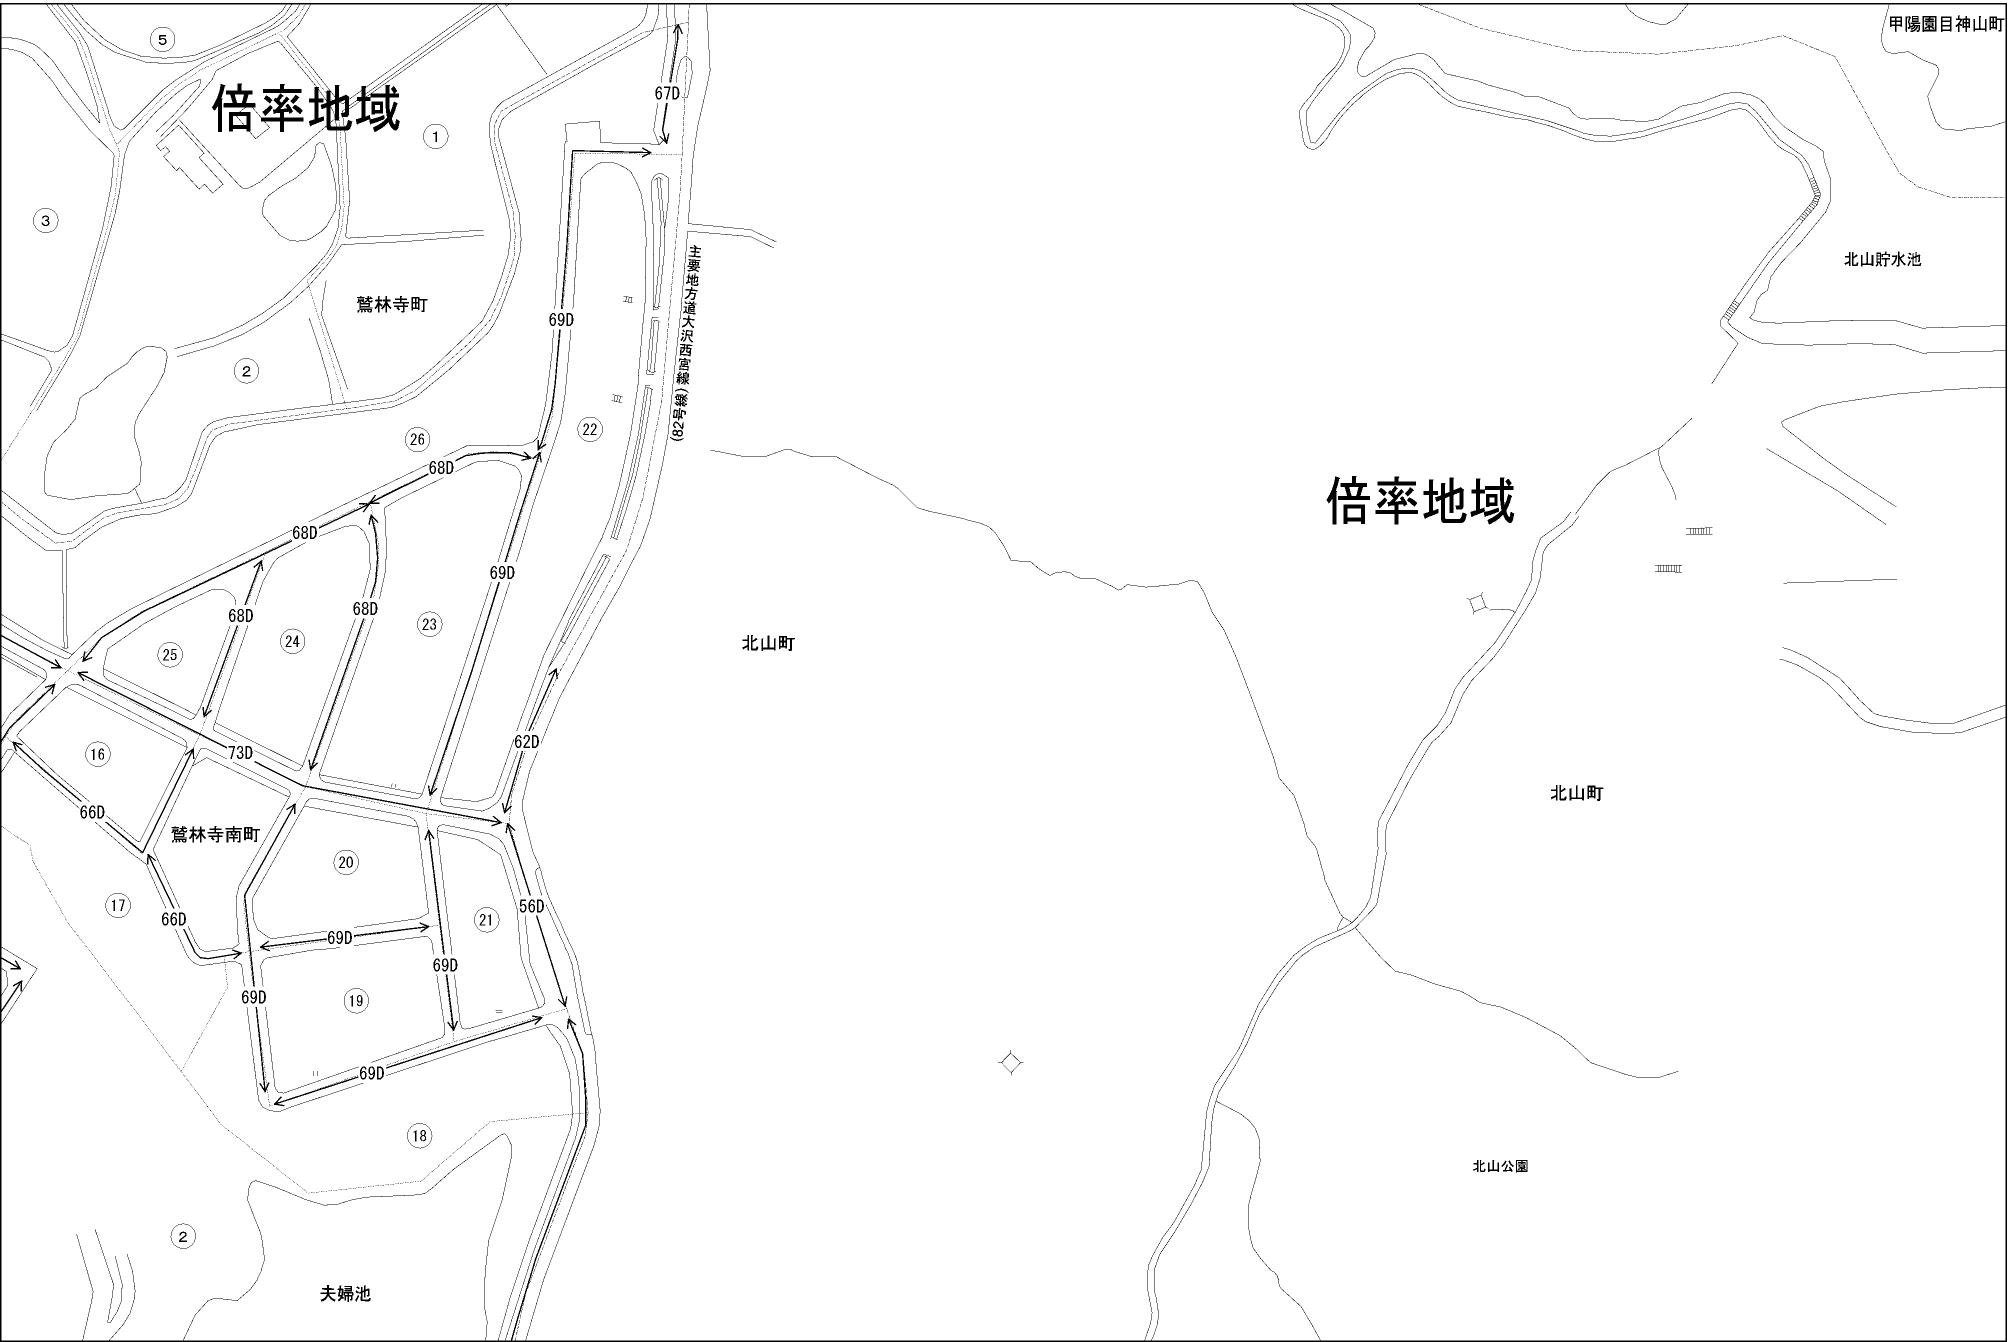 甲陽園目神山町
⑤
倍率地域
67D
①
③
主要地方道大沢西宮線
(82号線)
北山貯水池
鷲林寺町
69D
②
㉒
㉖
68D
倍率地域
68D
69D
68D
68D
㉓
㉔
㉕
北山町
62D
73D
⑯
北山町
66D
鷲林寺南町
⑳
⑰
56D
66D
㉑
69D
69D
69D
⑲
69D
⑱
北山公園
②
夫婦池